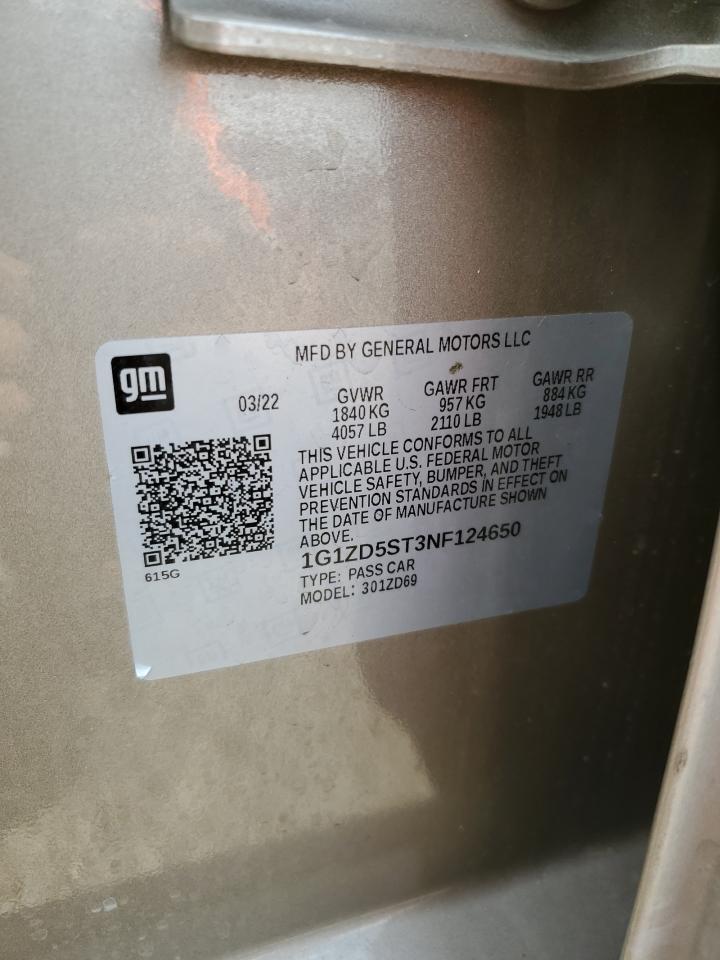 gm
MFD BY GENERAL MOTORS LLC
03/22
GVWR
1840 KG
4057 LB
GAWR FRT
957 KG
2110 LB
GAWR RR
884 KG
1948 LB
THIS VEHICLE CONFORMS TO ALL
APPLICABLE U.S. FEDERAL MOTOR
VEHICLE SAFETY, BUMPER, AND THEFT
PREVENTION STANDARDS IN EFFECT ON
THE DATE OF MANUFACTURE SHOWN
ABOVE.
1G1ZD5ST3NF124650
TYPE: PASS CAR
MODEL: 301ZD69
615G